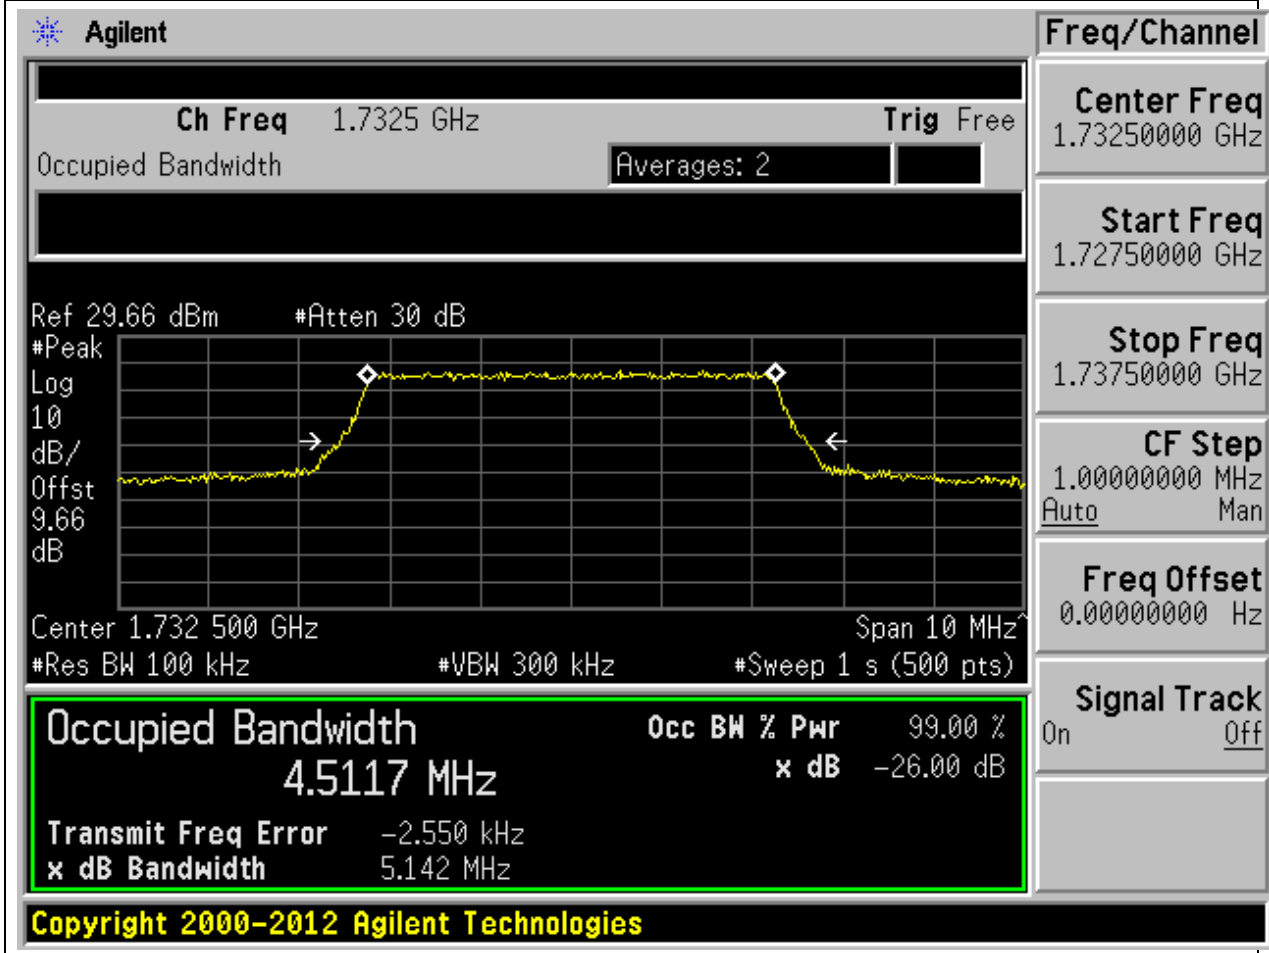 Agilent
Freq/Channel
Ch Freq 1.7325 GHz Trig Free
Occupied Bandwidth Averages: 2
Center Freq
1.73250000 GHz
Start Freq
1.72750000 GHz
Stop Freq
1.73750000 GHz
CF Step
1.00000000 MHz
Auto Man
Freq Offset
0.00000000 Hz
Signal Track
On Off
Ref 29.66 dBm #Atten 30 dB
#Peak
Log
10
dB/
Offst
9.66
dB
Center 1.732 500 GHz Span 10 MHz^
#Res BW 100 kHz #VBW 300 kHz #Sweep 1 s (500 pts)
Occupied Bandwidth Occ BW % Pwr 99.00 %
4.5117 MHz x dB -26.00 dB
Transmit Freq Error -2.550 kHz
x dB Bandwidth 5.142 MHz
Copyright 2000-2012 Agilent Technologies